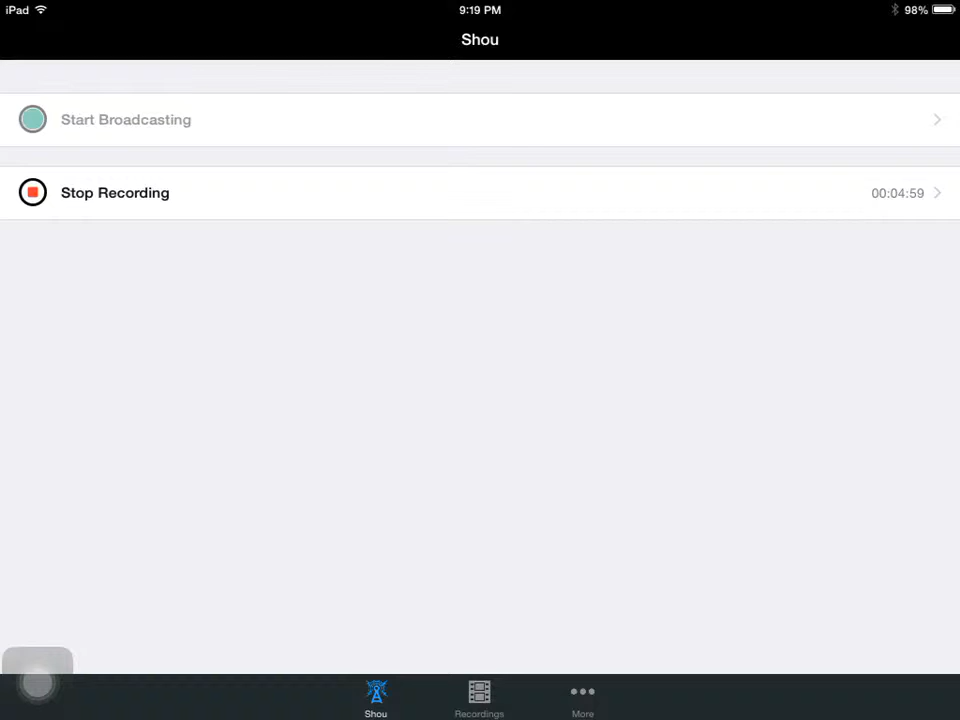 iPad 9:19 PM 98%
Shou
Start Broadcasting
Stop Recording 00:04:59
Shou Recordings More